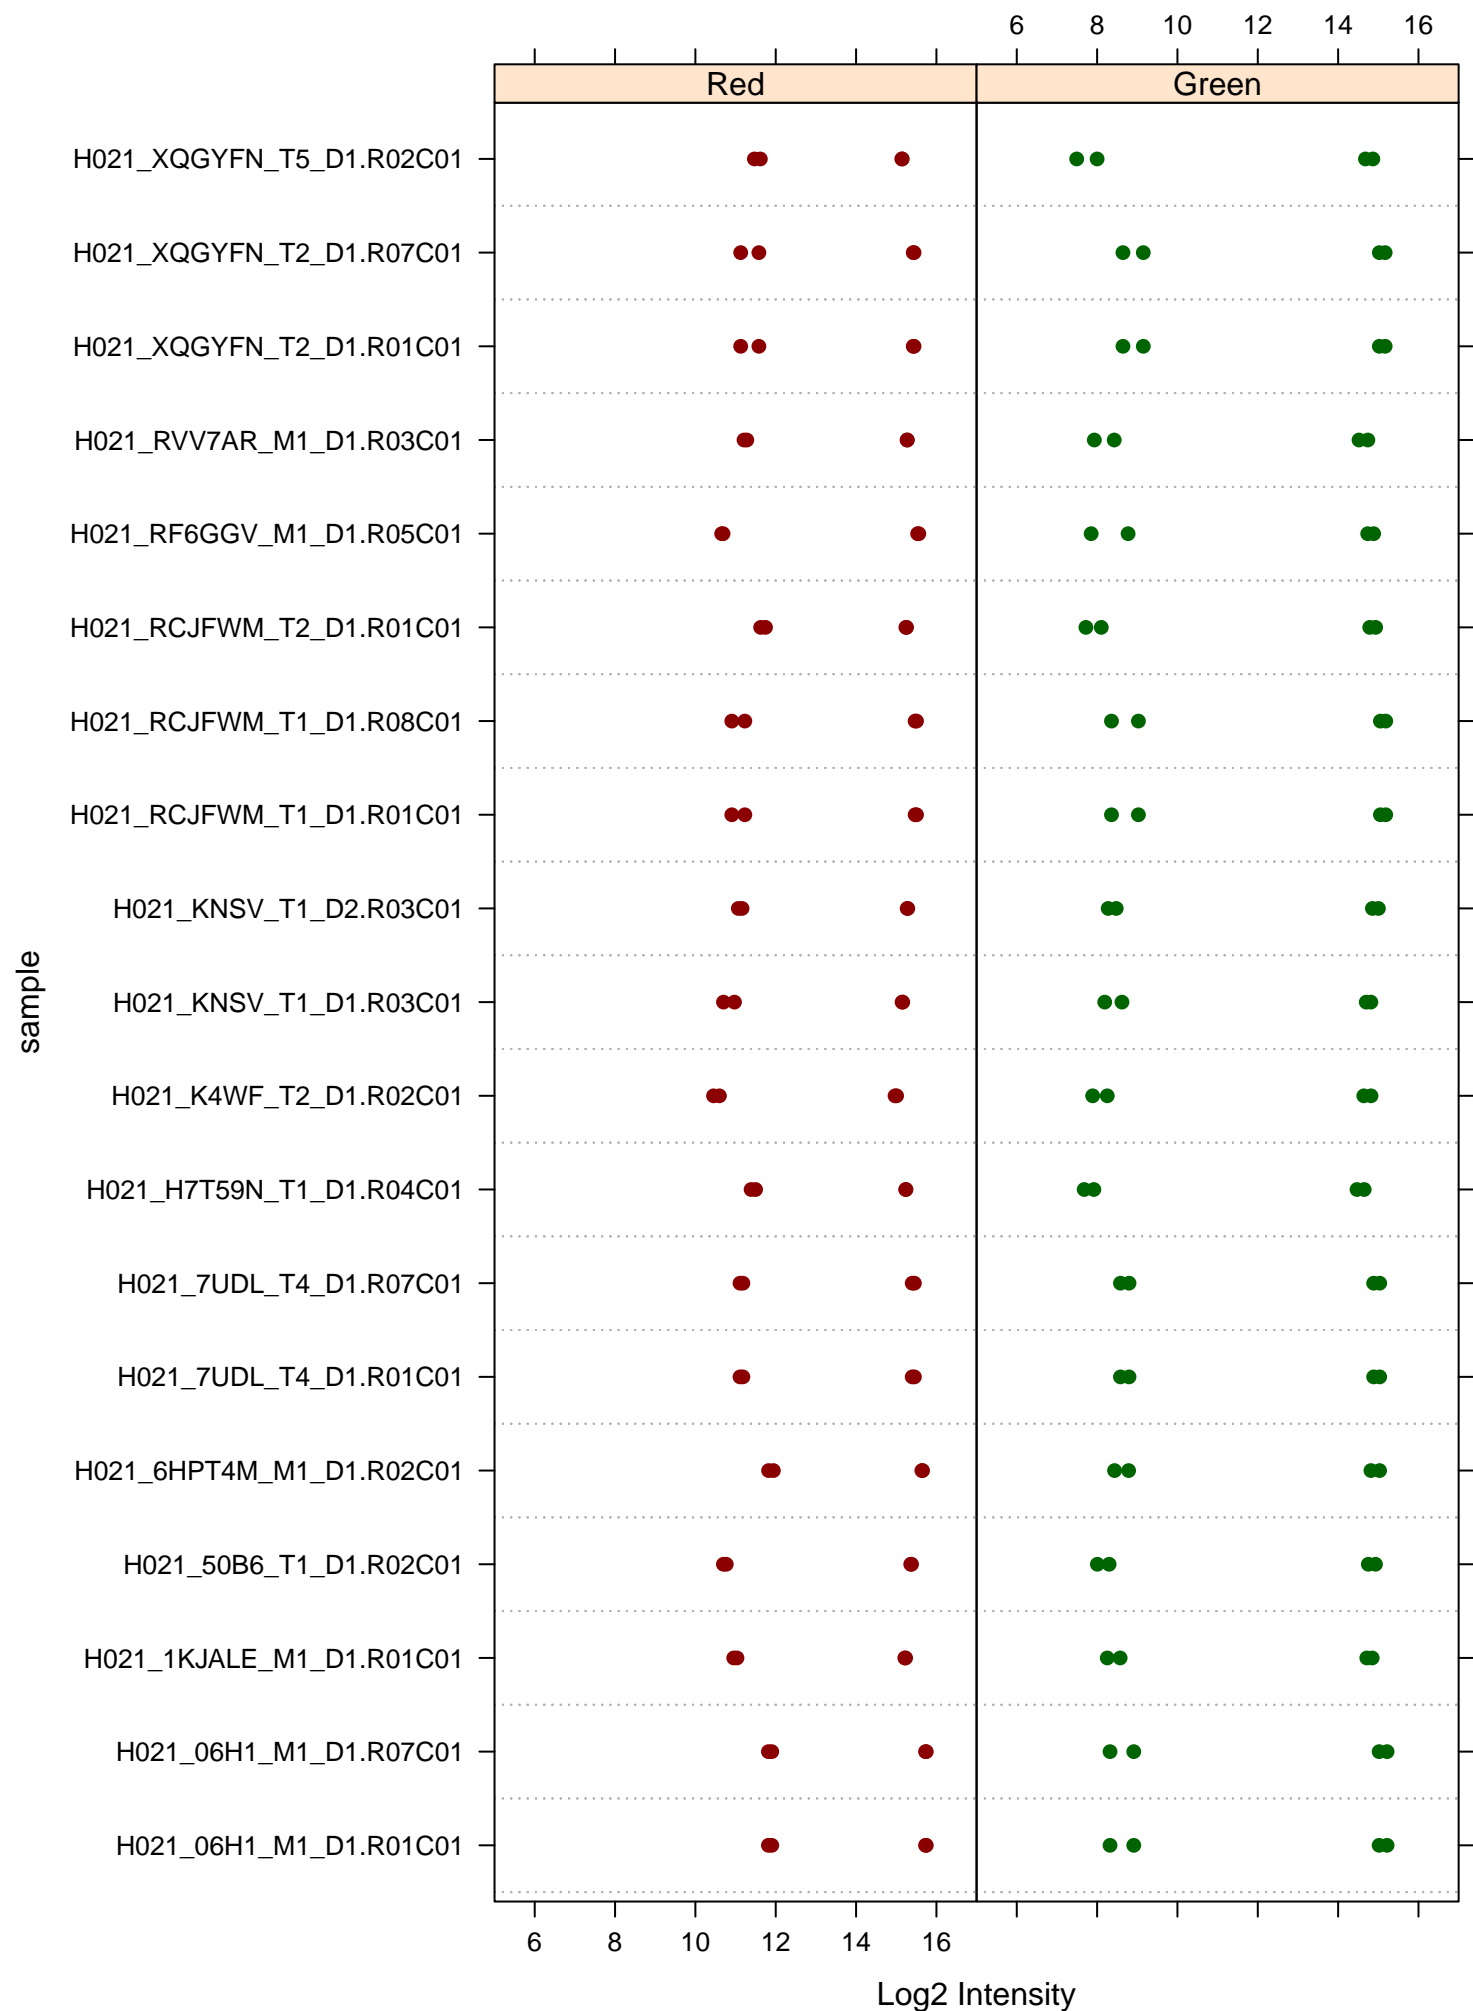 6 8 10 12 14 16
Red Green
H021_XQGYFN_T5_D1.R02C01
H021_XQGYFN_T2_D1.R07C01
H021_XQGYFN_T2_D1.R01C01
H021_RVV7AR_M1_D1.R03C01
H021_RF6GGV_M1_D1.R05C01
H021_RCJFWM_T2_D1.R01C01
H021_RCJFWM_T1_D1.R08C01
H021_RCJFWM_T1_D1.R01C01
H021_KNSV_T1_D2.R03C01
H021_KNSV_T1_D1.R03C01
H021_K4WF_T2_D1.R02C01
H021_H7T59N_T1_D1.R04C01
H021_7UDL_T4_D1.R07C01
H021_7UDL_T4_D1.R01C01
H021_6HPT4M_M1_D1.R02C01
H021_50B6_T1_D1.R02C01
H021_1KJALE_M1_D1.R01C01
H021_06H1_M1_D1.R07C01
H021_06H1_M1_D1.R01C01
sample
6 8 10 12 14 16
Log2 Intensity